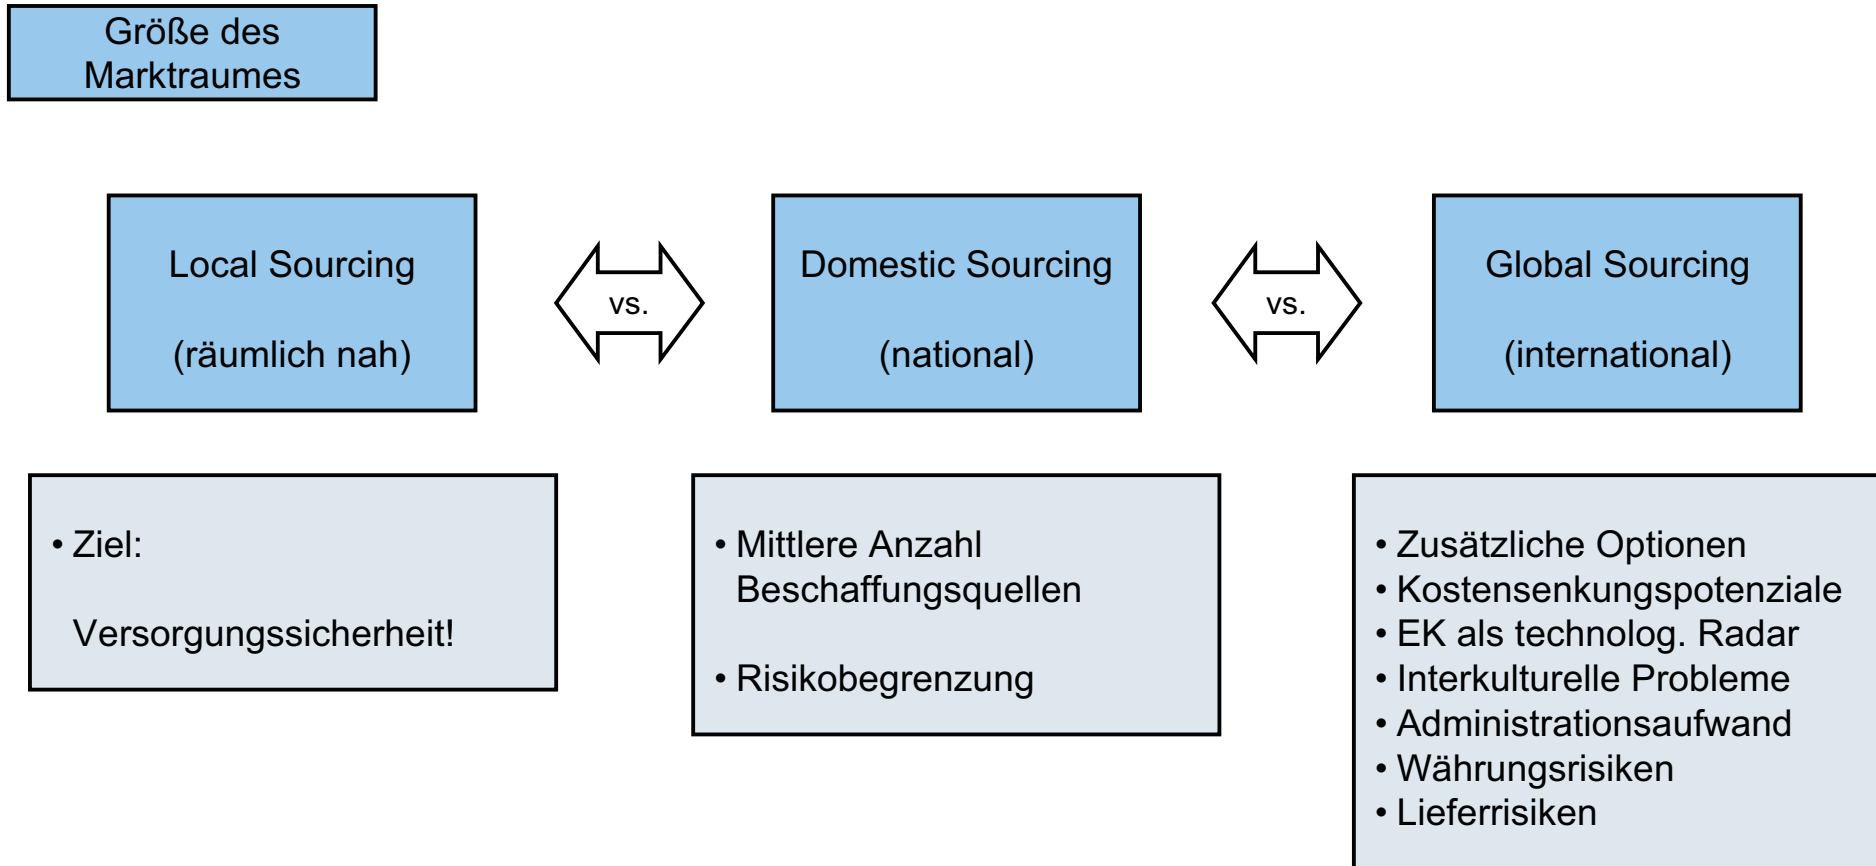 Größe des
Marktraumes
Local Sourcing
(räumlich nah)
vs.
Domestic Sourcing
(national)
vs.
Global Sourcing
(international)
• Ziel:
Versorgungssicherheit!
• Mittlere Anzahl
Beschaffungsquellen
• Risikobegrenzung
• Zusätzliche Optionen
• Kostensenkungspotenziale
• EK als technolog. Radar
• Interkulturelle Probleme
• Administrationsaufwand
• Währungsrisiken
• Lieferrisiken